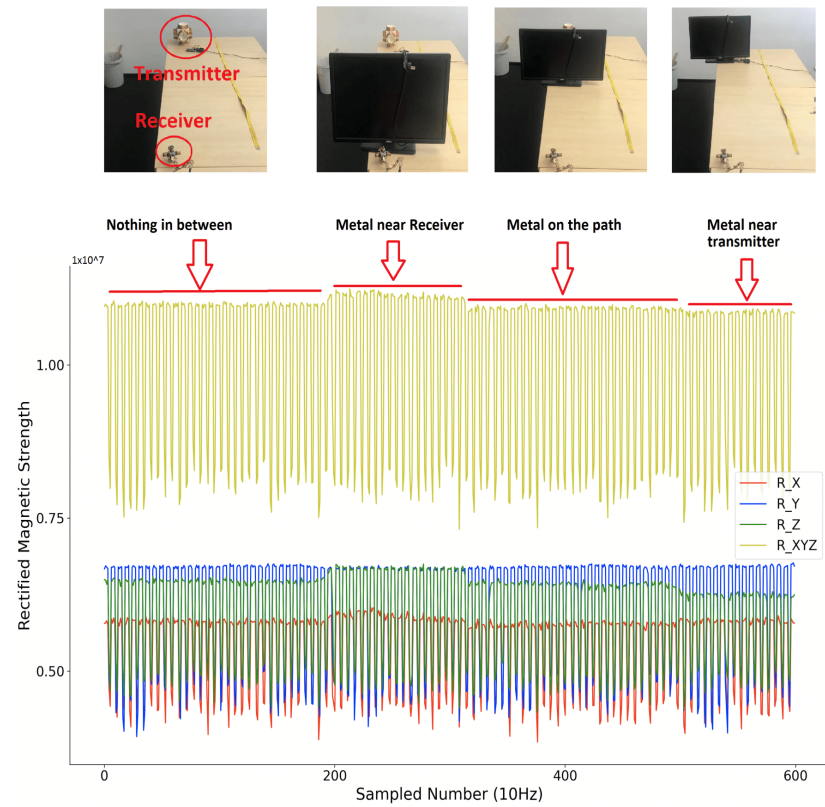 Transmitter
Receiver
Nothing in between
Metal near Receiver
Metal on the path
Metal near
transmitter
1x10^7
1.00
0.75
0.50
Rectified Magnetic Strength
R_X
R_Y
R_Z
R_XYZ
0
200
400
600
Sampled Number (10Hz)